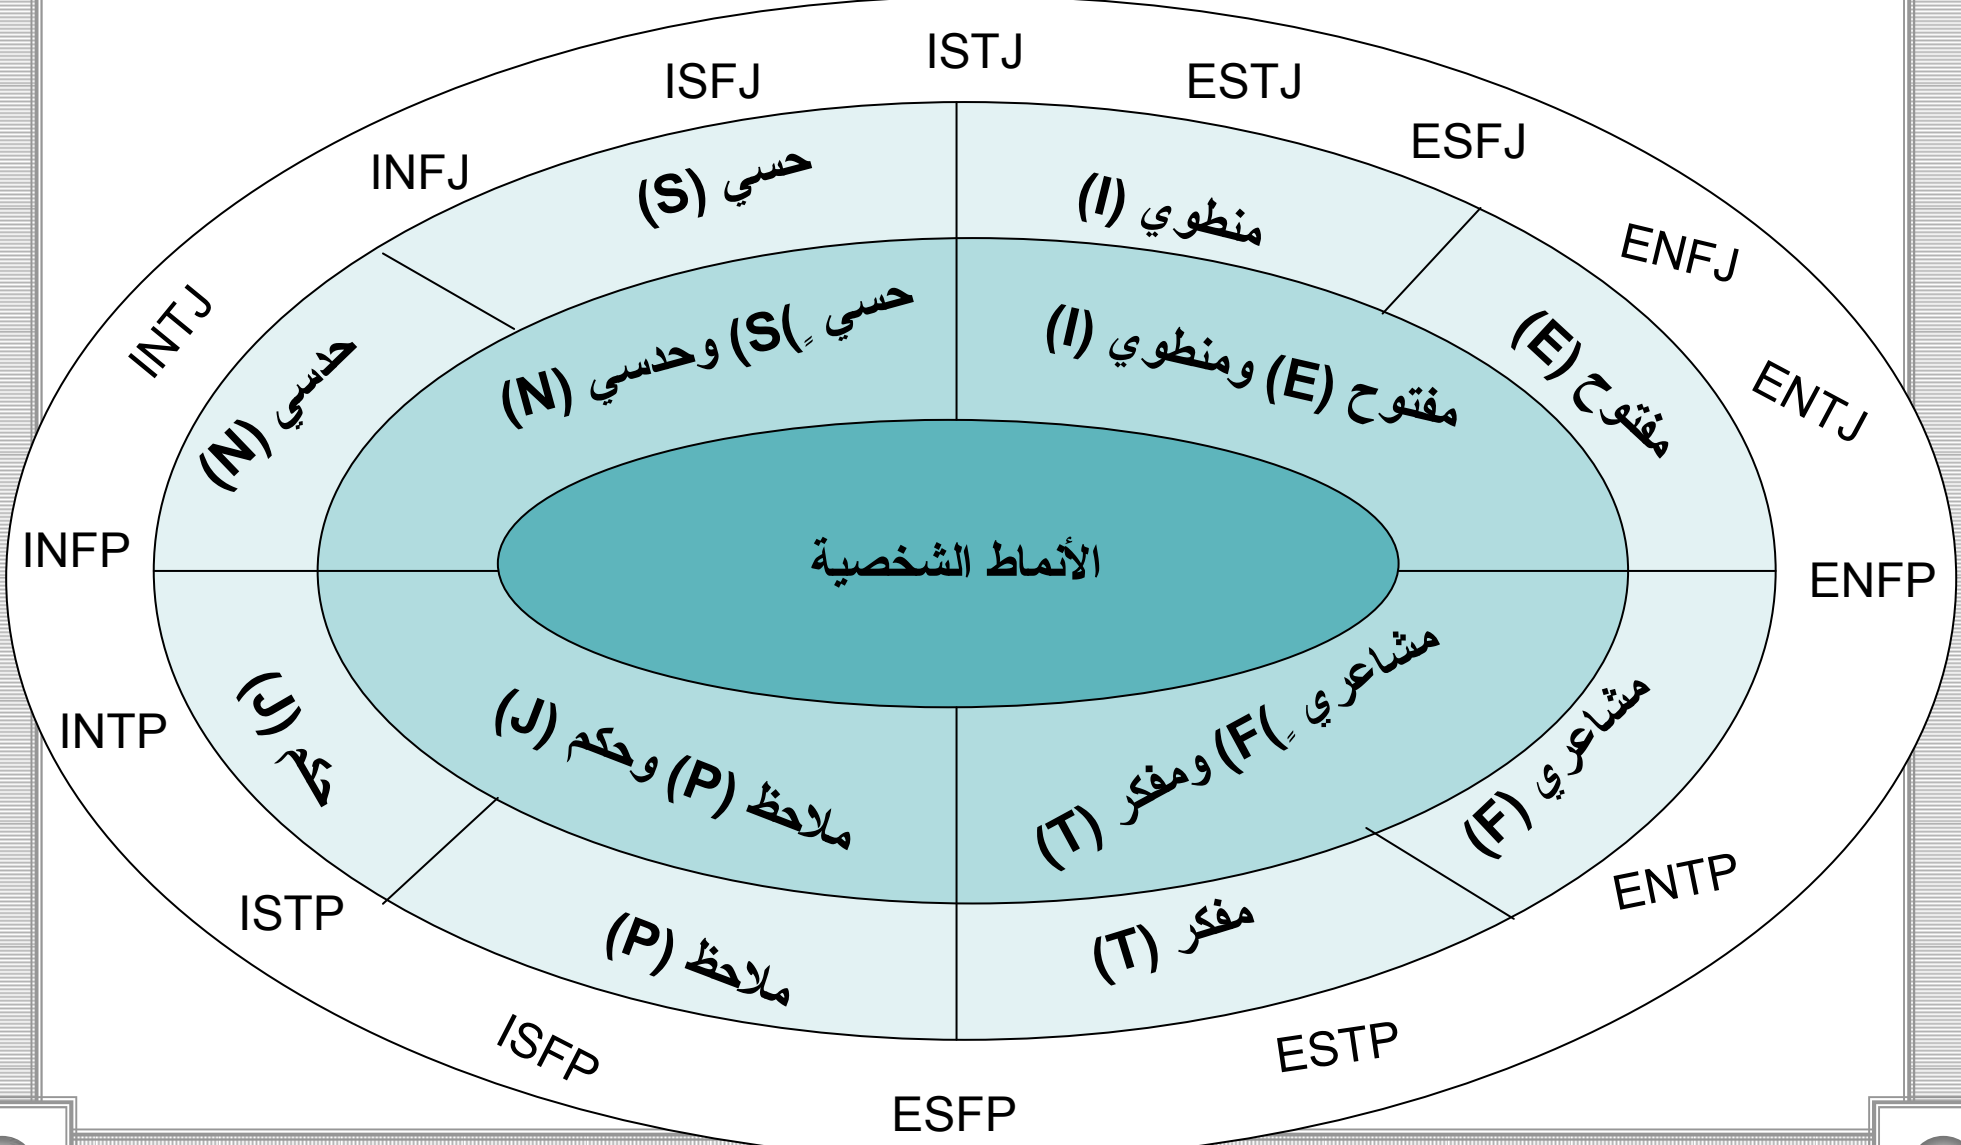 ISTJ
ISFJ
ESTJ
ESFJ
INFJ
ENFJ
INTJ
ENTJ
INFP
ENFP
INTP
ENTP
ISTP
ISFP
ESTP
ESFP
حسي (S)
منطوي (I)
حدسي (N)
مفتوح (E)
حسي ٍ)S) وحدسي (N)
مفتوح (E) ومنطوي (I)
الأنماط الشخصية
ملاحظ (P) وحكم (J)
مشاعري ٍ)F) ومفكر (T)
حكم (J)
مشاعري (F)
ملاحظ (P)
مفكر (T)